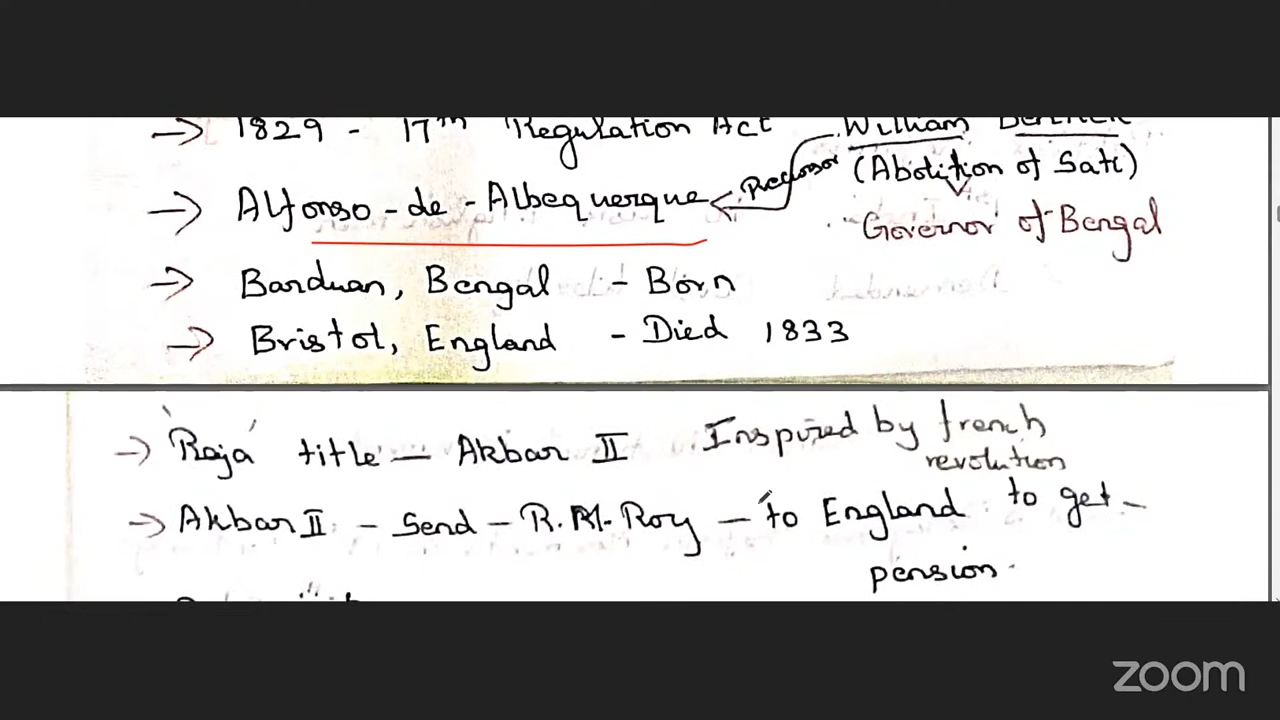 → 1829 - 17th Regulation Act William Bentick
(Abolition of Sati)
→ Alfonso-de-Albequerque
Governor of Bengal
→ Barduan, Bengal - Born
→ Bristol, England - Died 1833
→ 'Raja' title — Akbar II Inspired by french
revolution
→ Akbar II - Send - R.M.Roy — to England to get -
pension.
zoom